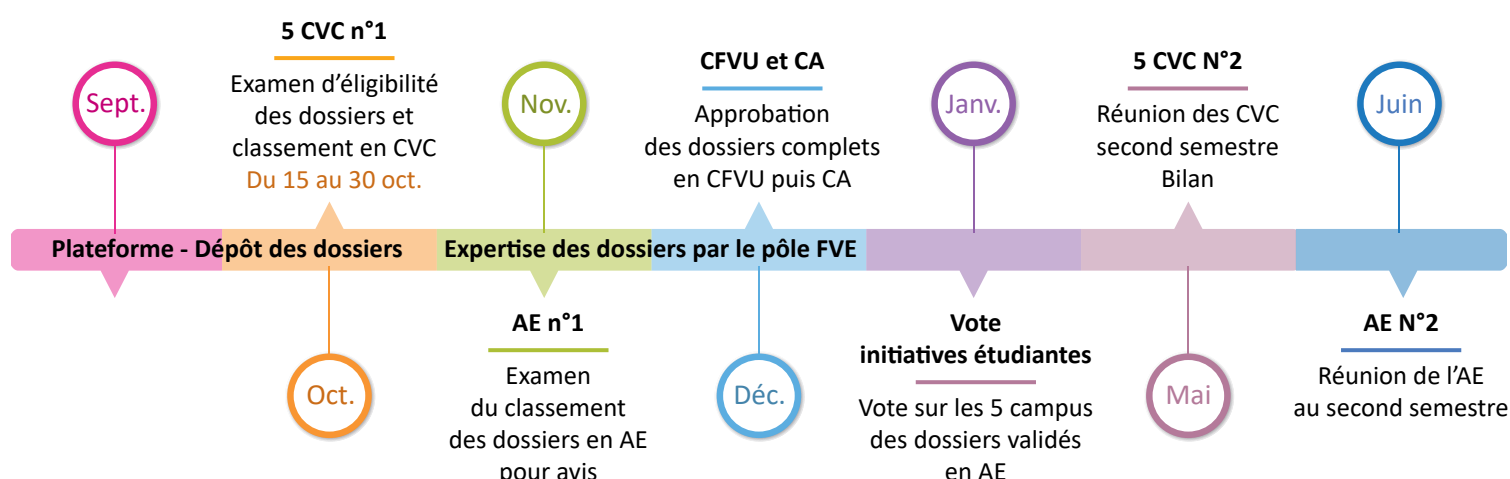 Sept.
5 CVC n°1
Examen d'éligibilité
des dossiers et
classement en CVC
Du 15 au 30 oct.
Nov.
CFVU et CA
Approbation
des dossiers complets
en CFVU puis CA
Janv.
5 CVC N°2
Réunion des CVC
second semestre
Bilan
Juin
Plateforme - Dépôt des dossiers
Expertise des dossiers par le pôle FVE
Oct.
AE n°1
Examen
du classement
des dossiers en AE
pour avis
Déc.
Vote
initiatives étudiantes
Vote sur les 5 campus
des dossiers validés
en AE
Mai
AE N°2
Réunion de l'AE
au second semestre